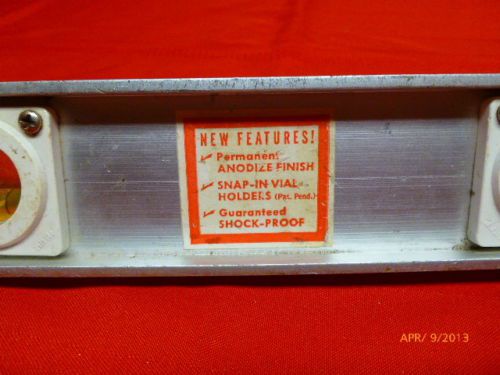 NEW FEATURES!
✓ Permanent
ANODIZE FINISH
✓ SNAP-IN VIAL
HOLDERS (Pat. Pend.)
✓ Guaranteed
SHOCK-PROOF
APR/ 9/2013